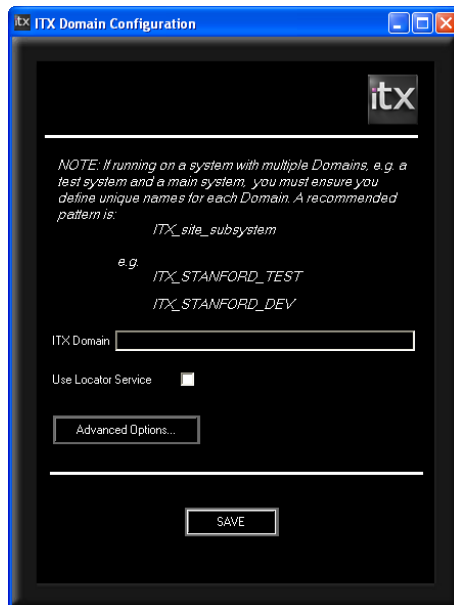 itx ITX Domain Configuration
itx
NOTE: If running on a system with multiple Domains, e.g. a
test system and a main system, you must ensure you
define unique names for each Domain. A recommended
pattern is:
ITX_site_subsystem
e.g.
ITX_STANFORD_TEST
ITX_STANFORD_DEV
ITX Domain
Use Locator Service
Advanced Options...
SAVE